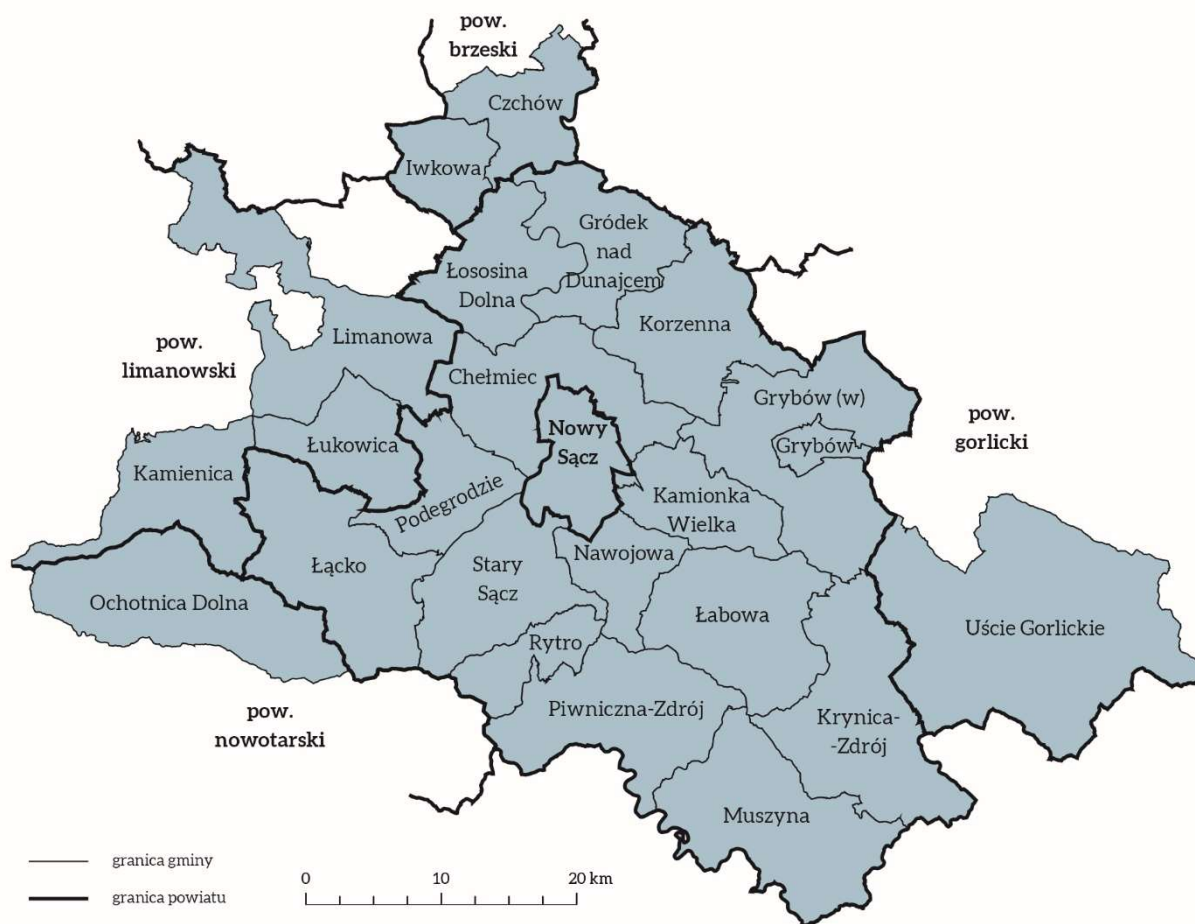 pow.
brzeski
Czchów
Iwkowa
Gródek
nad
Dunajcem
Łososina
Dolna
Korzenna
Limanowa
pow.
limanowski
Chełmiec
Grybów (w)
Grybów
pow.
gorlicki
Nowy
Sącz
Łukowica
Kamienica
Podegrodzie
Kamionka
Wielka
Nawojowa
Łącko
Stary
Sącz
Ochotnica Dolna
Łabowa
Uście Gorlickie
Rytro
Piwniczna-Zdrój
Krynica-
-Zdrój
pow.
nowotarski
Muszyna
granica gminy
granica powiatu
0 10 20 km